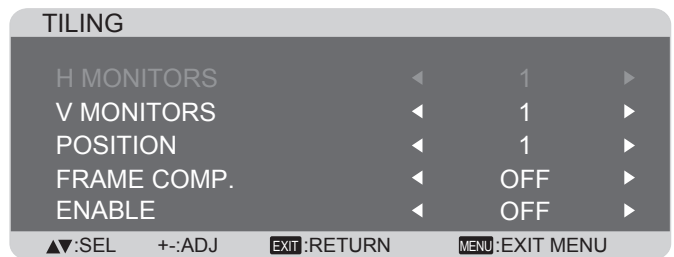 TILING
H MONITORS ◀ 1 ▶
V MONITORS ◀ 1 ▶
POSITION ◀ 1 ▶
FRAME COMP. ◀ OFF ▶
ENABLE ◀ OFF ▶
▲▼:SEL +-:ADJ EXIT:RETURN MENU:EXIT MENU